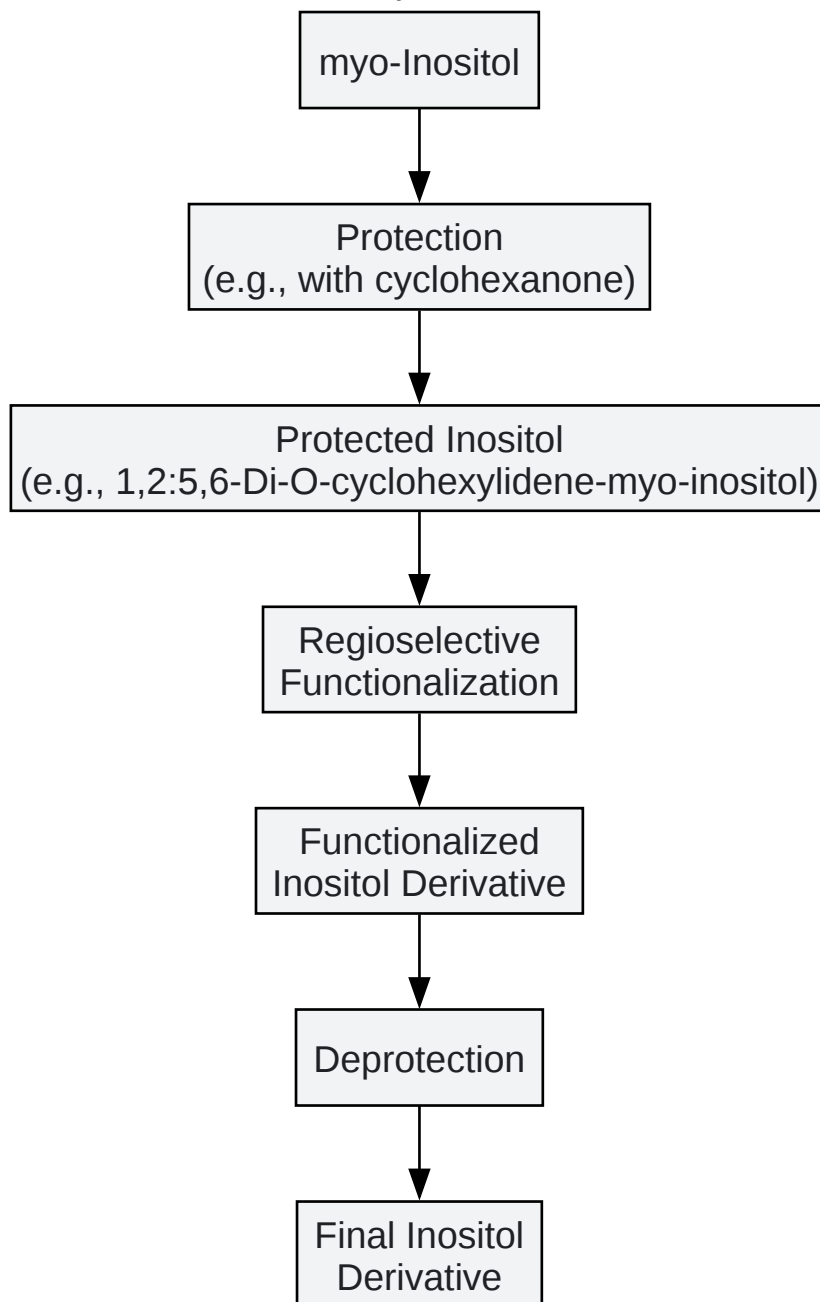 myo-Inositol
Protection
(e.g., with cyclohexanone)
Protected Inositol
(e.g., 1,2:5,6-Di-O-cyclohexylidene-myo-inositol)
Regioselective
Functionalization
Functionalized
Inositol Derivative
Deprotection
Final Inositol
Derivative